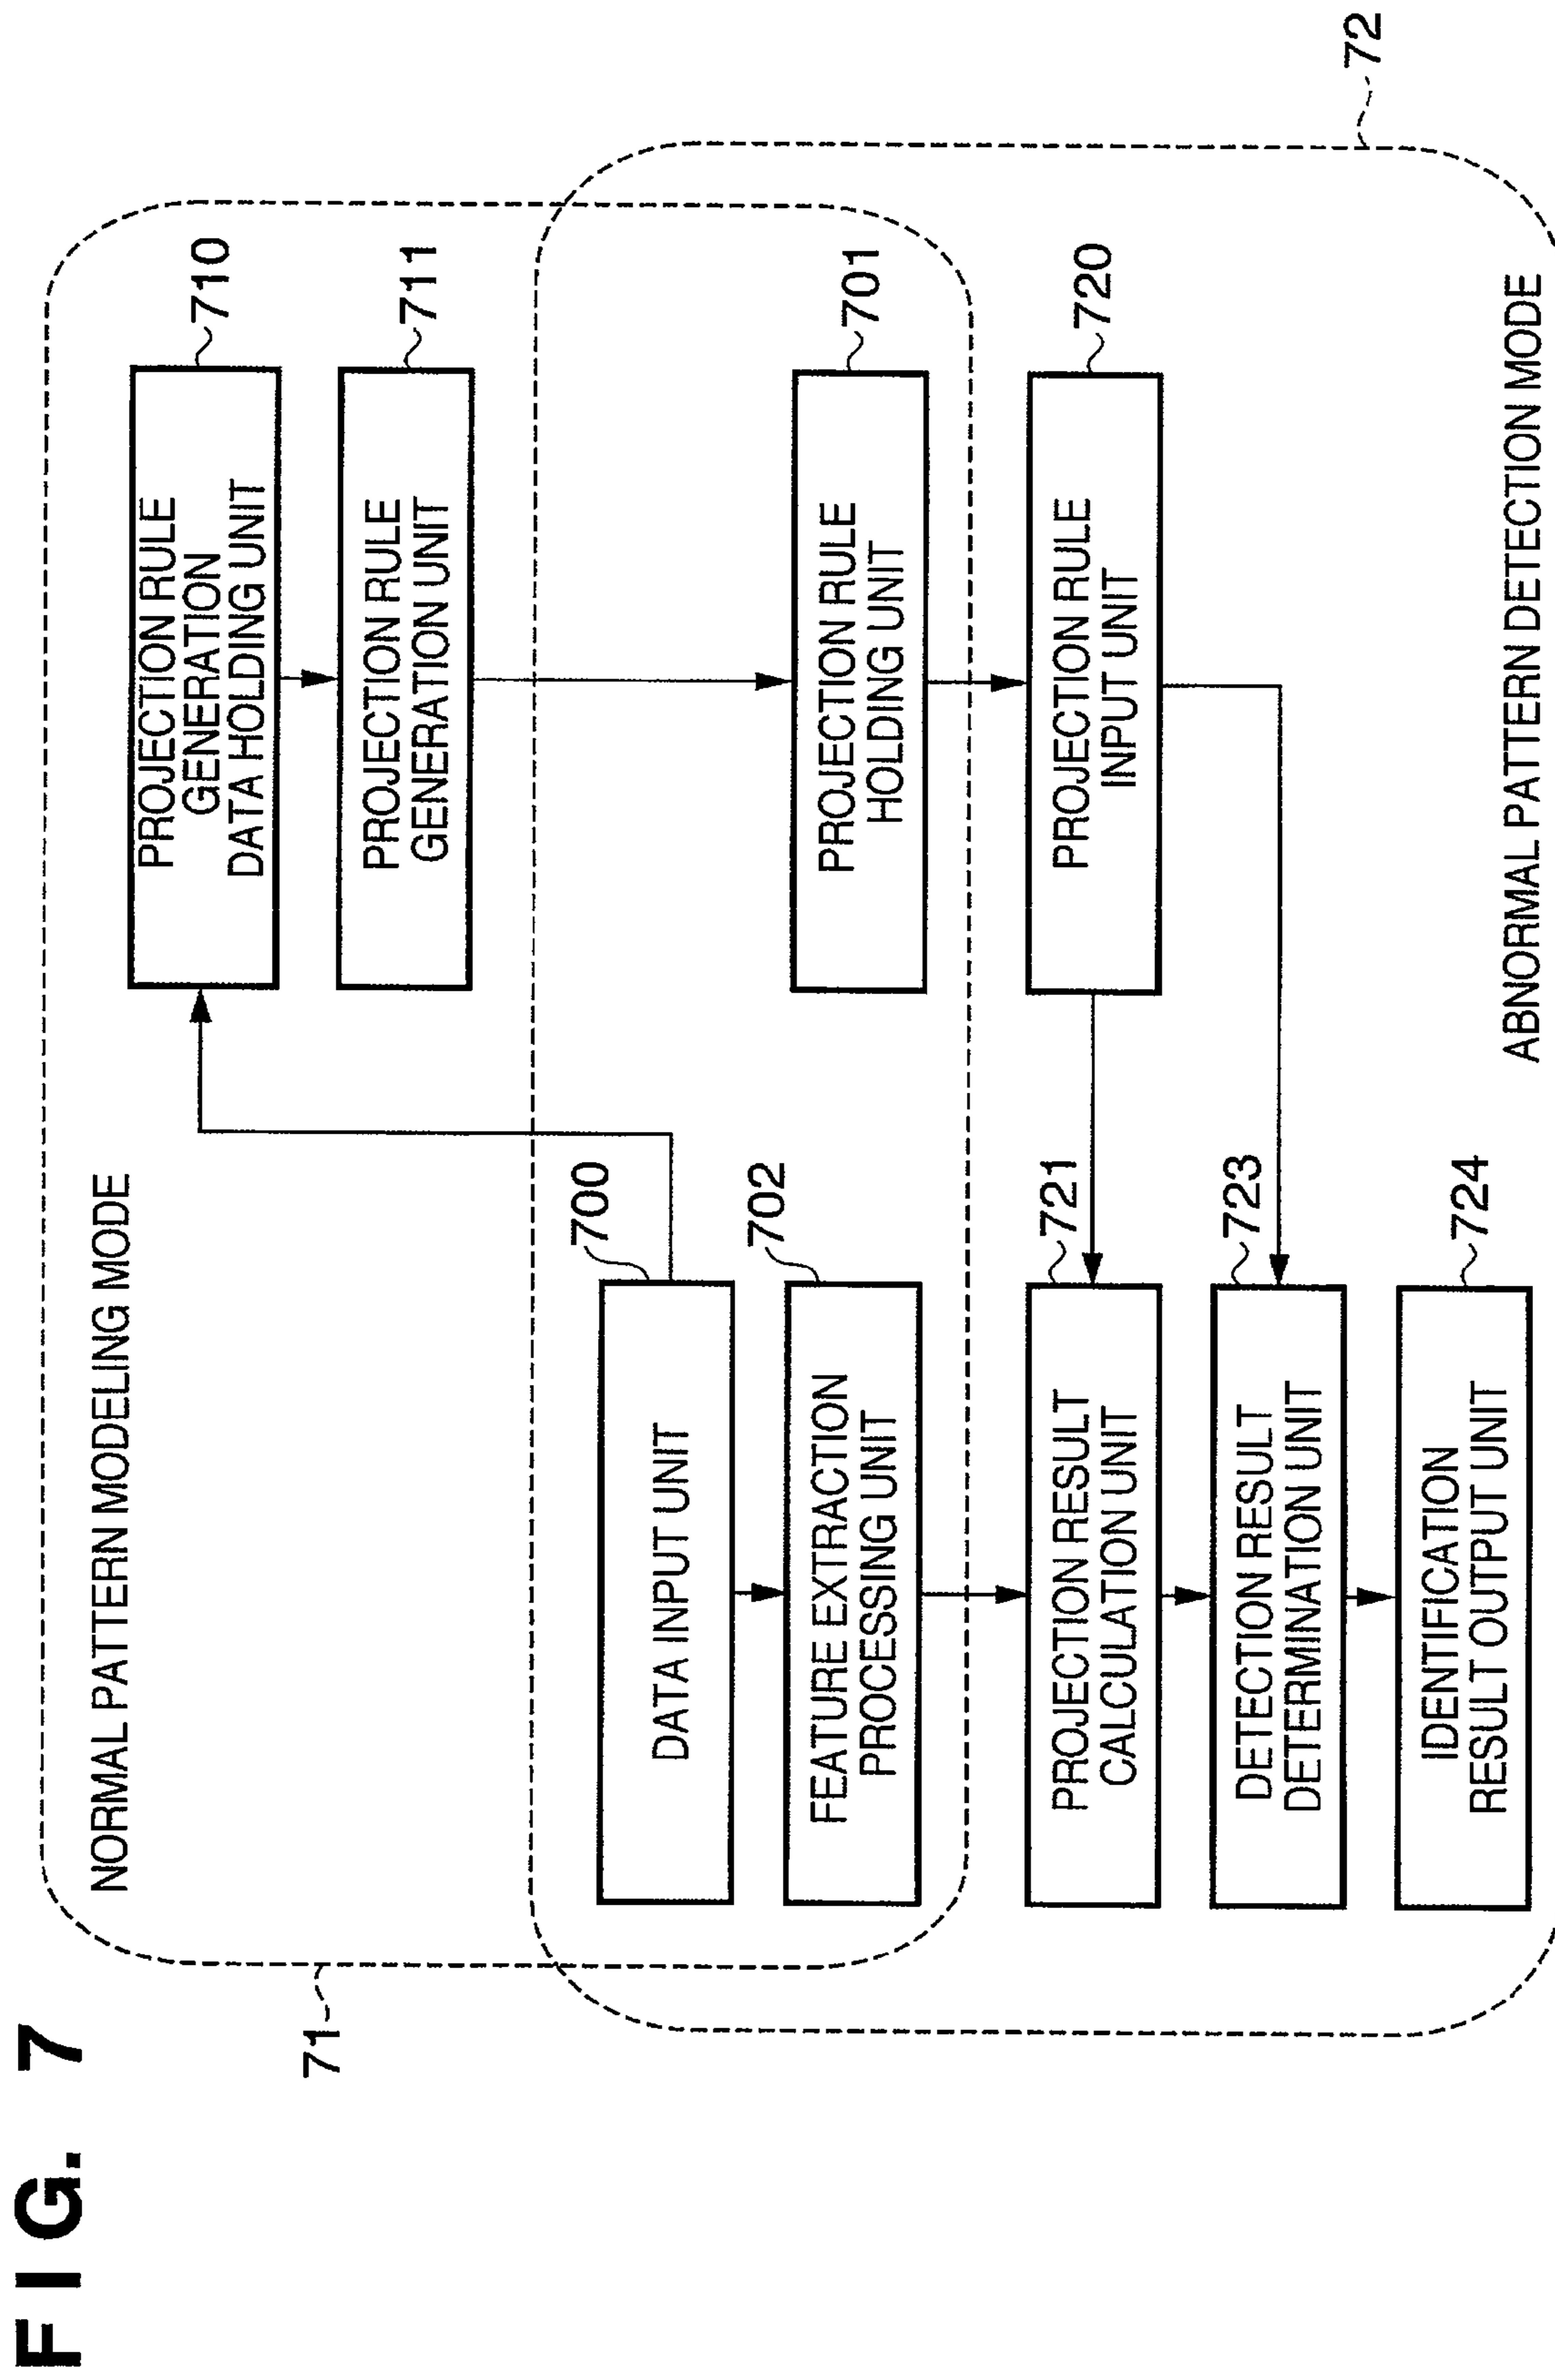 FIG. 7
71
NORMAL PATTERN MODELING MODE
710
PROJECTION RULE
GENERATION
DATA HOLDING UNIT
711
PROJECTION RULE
GENERATION UNIT
700
DATA INPUT UNIT
702
FEATURE EXTRACTION
PROCESSING UNIT
701
PROJECTION RULE
HOLDING UNIT
72
720
PROJECTION RULE
INPUT UNIT
721
PROJECTION RESULT
CALCULATION UNIT
723
DETECTION RESULT
DETERMINATION UNIT
724
IDENTIFICATION
RESULT OUTPUT UNIT
ABNORMAL PATTERN DETECTION MODE